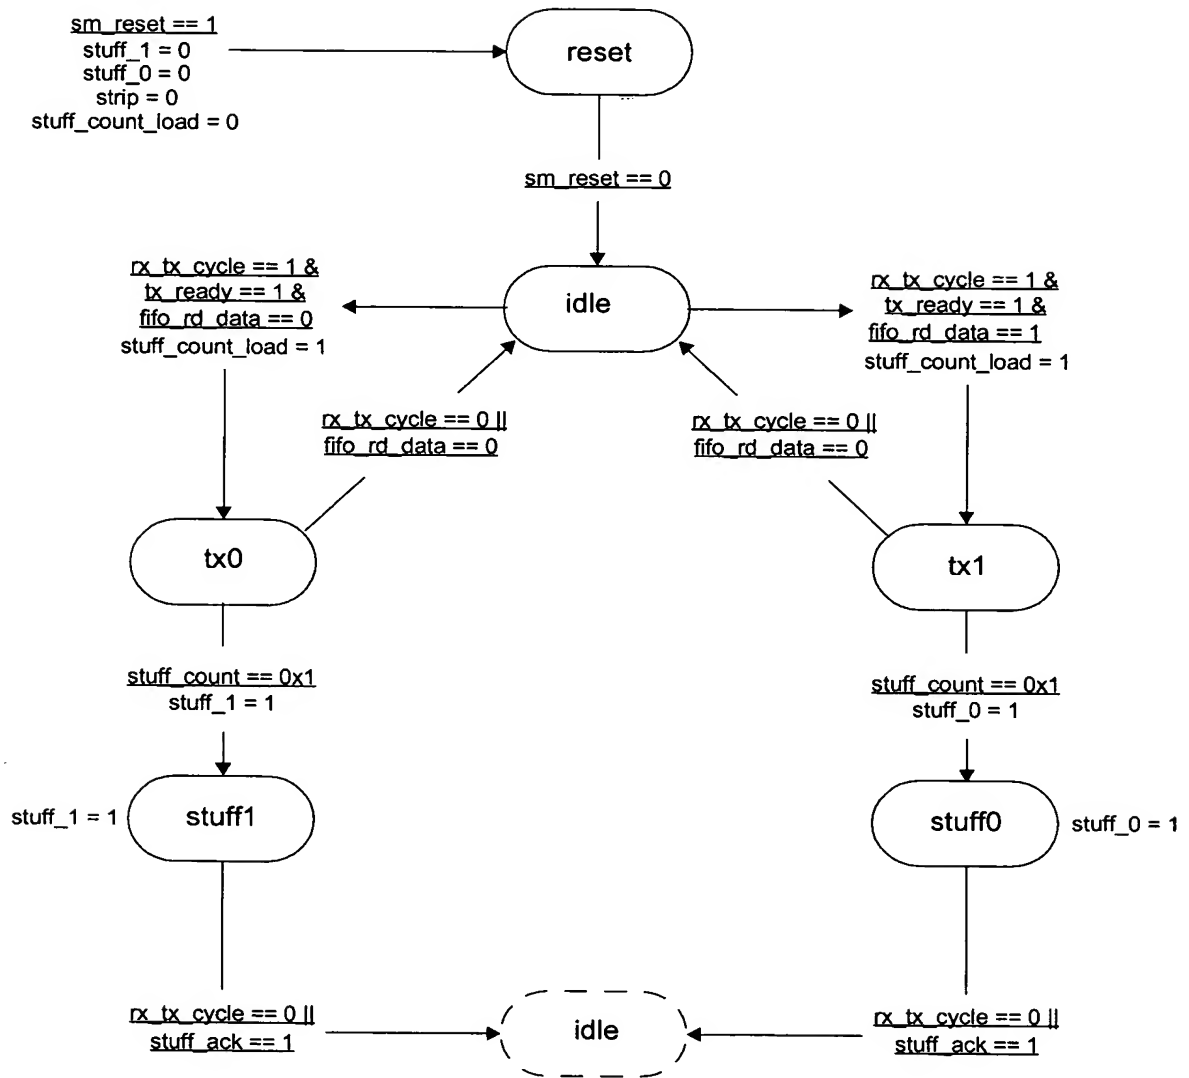 sm_reset == 1
stuff_1 = 0
stuff_0 = 0
strip = 0
stuff_count_load = 0
reset
sm_reset == 0
idle
rx_tx_cycle == 1 &
tx_ready == 1 &
fifo_rd_data == 0
stuff_count_load = 1
rx_tx_cycle == 1 &
tx_ready == 1 &
fifo_rd_data == 1
stuff_count_load = 1
rx_tx_cycle == 0 ||
fifo_rd_data == 0
rx_tx_cycle == 0 ||
fifo_rd_data == 0
tx0
tx1
stuff_count == 0x1
stuff_1 = 1
stuff_count == 0x1
stuff_0 = 1
stuff_1 = 1
stuff1
stuff0
stuff_0 = 1
rx_tx_cycle == 0 ||
stuff_ack == 1
idle
rx_tx_cycle == 0 ||
stuff_ack == 1